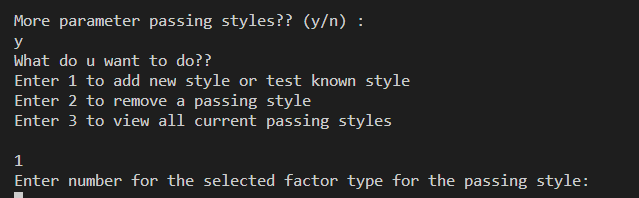 More parameter passing styles?? (y/n) :
y
What do u want to do??
Enter 1 to add new style or test known style
Enter 2 to remove a passing style
Enter 3 to view all current passing styles
1
Enter number for the selected factor type for the passing style: